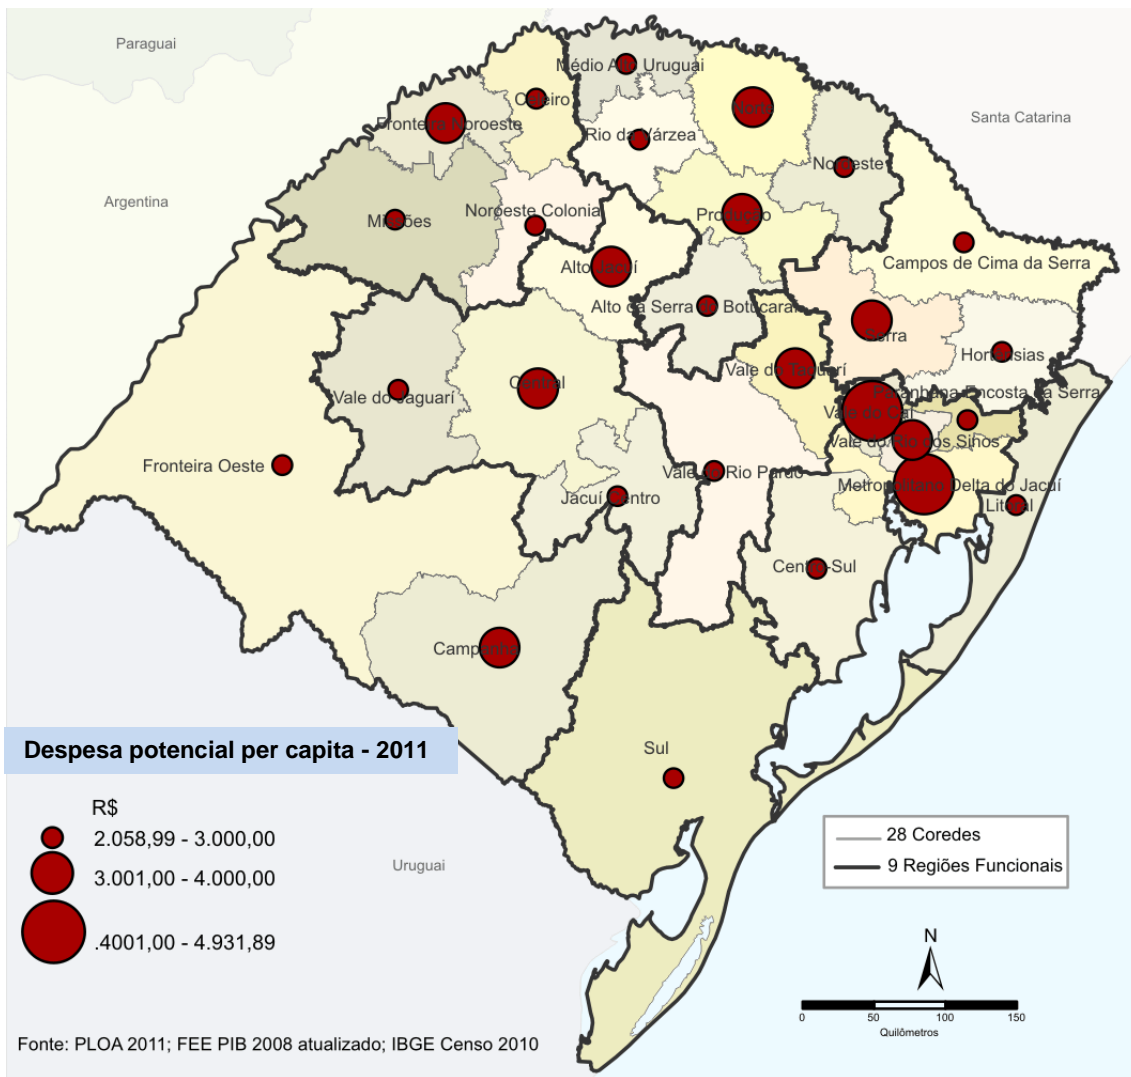 Paraguai
Médio Alto Uruguai
Celeiro
Norte
Santa Catarina
Fronteira Noroeste
Rio da Várzea
Noroeste
Argentina
Missões
Noroeste Colonial
Produção
Campos de Cima da Serra
Alto Jacuí
Alto da Serra do Botucaraí
Serra
Hortênsias
Vale do Taquarí
Central
Paranhana Encosta da Serra
Vale do Jaguarí
Vale do Caí
Vale do Rio dos Sinos
Fronteira Oeste
Vale do Rio Pardo
Metropolitano Delta do Jacuí
Jacuí Centro
Litoral
Centro-Sul
Campanha
Sul
Despesa potencial per capita - 2011
R$
2.058,99 - 3.000,00
3.001,00 - 4.000,00
.4001,00 - 4.931,89
Uruguai
28 Coredes
9 Regiões Funcionais
N
0 50 100 150
Quilômetros
Fonte: PLOA 2011; FEE PIB 2008 atualizado; IBGE Censo 2010